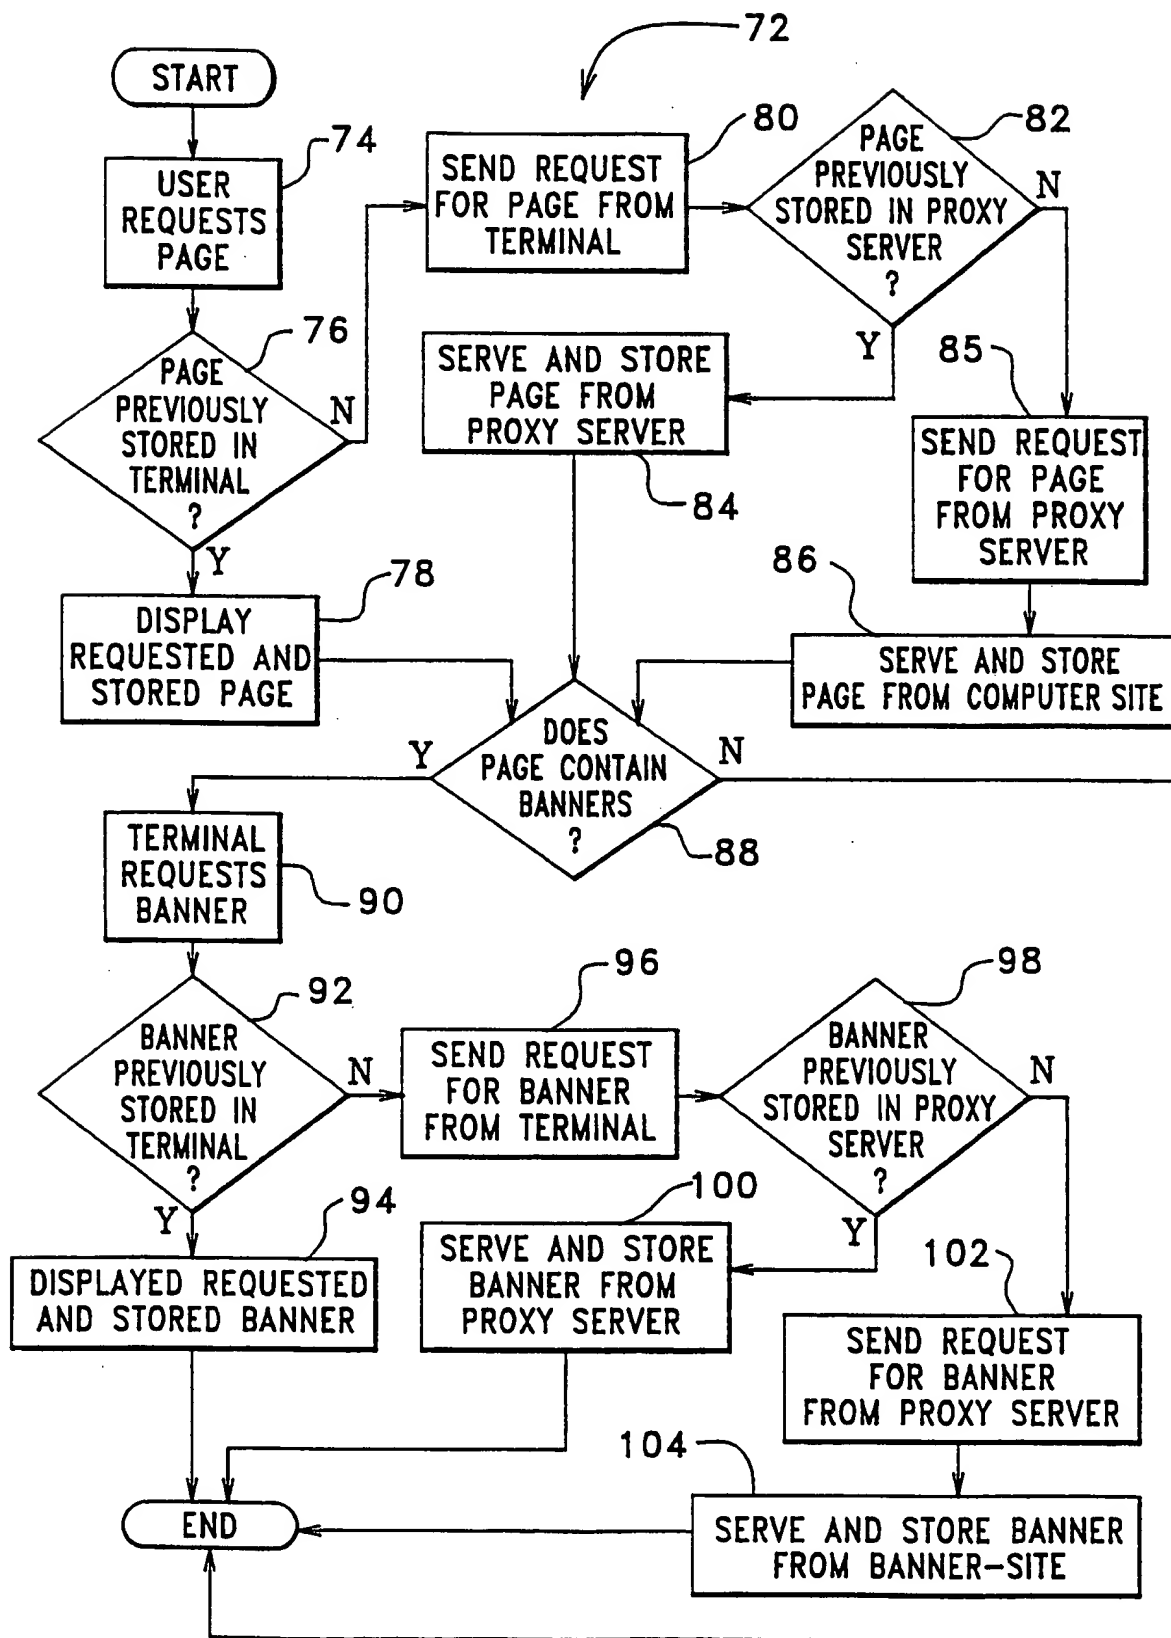 72
START
74
USER
REQUESTS
PAGE
76
PAGE
PREVIOUSLY
STORED IN
TERMINAL
?
N
Y
78
DISPLAY
REQUESTED AND
STORED PAGE
80
SEND REQUEST
FOR PAGE FROM
TERMINAL
82
PAGE
PREVIOUSLY
STORED IN PROXY
SERVER
?
N
Y
SERVE AND STORE
PAGE FROM
PROXY SERVER
84
85
SEND REQUEST
FOR PAGE
FROM PROXY
SERVER
86
SERVE AND STORE
PAGE FROM COMPUTER SITE
DOES
PAGE CONTAIN
BANNERS
?
Y
N
88
TERMINAL
REQUESTS
BANNER
90
92
BANNER
PREVIOUSLY
STORED IN
TERMINAL
?
N
Y
94
DISPLAYED REQUESTED
AND STORED BANNER
96
SEND REQUEST
FOR BANNER
FROM TERMINAL
98
BANNER
PREVIOUSLY
STORED IN PROXY
SERVER
?
N
Y
100
SERVE AND STORE
BANNER FROM
PROXY SERVER
102
SEND REQUEST
FOR BANNER
FROM PROXY SERVER
104
SERVE AND STORE BANNER
FROM BANNER-SITE
END